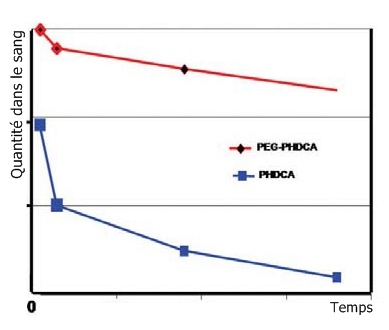 Quantité dans le sang
PEG-PHDCA
PHDCA
0
Temps